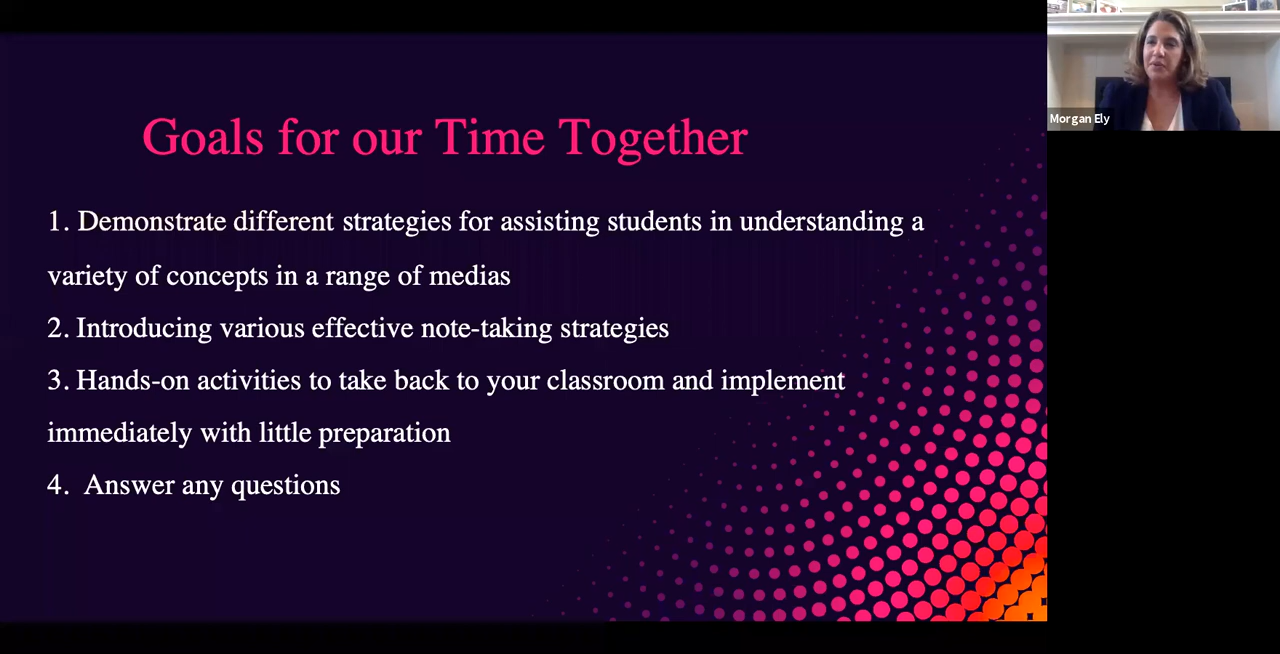 Goals for our Time Together
1. Demonstrate different strategies for assisting students in understanding a
variety of concepts in a range of medias
2. Introducing various effective note-taking strategies
3. Hands-on activities to take back to your classroom and implement
immediately with little preparation
4. Answer any questions
Morgan Ely